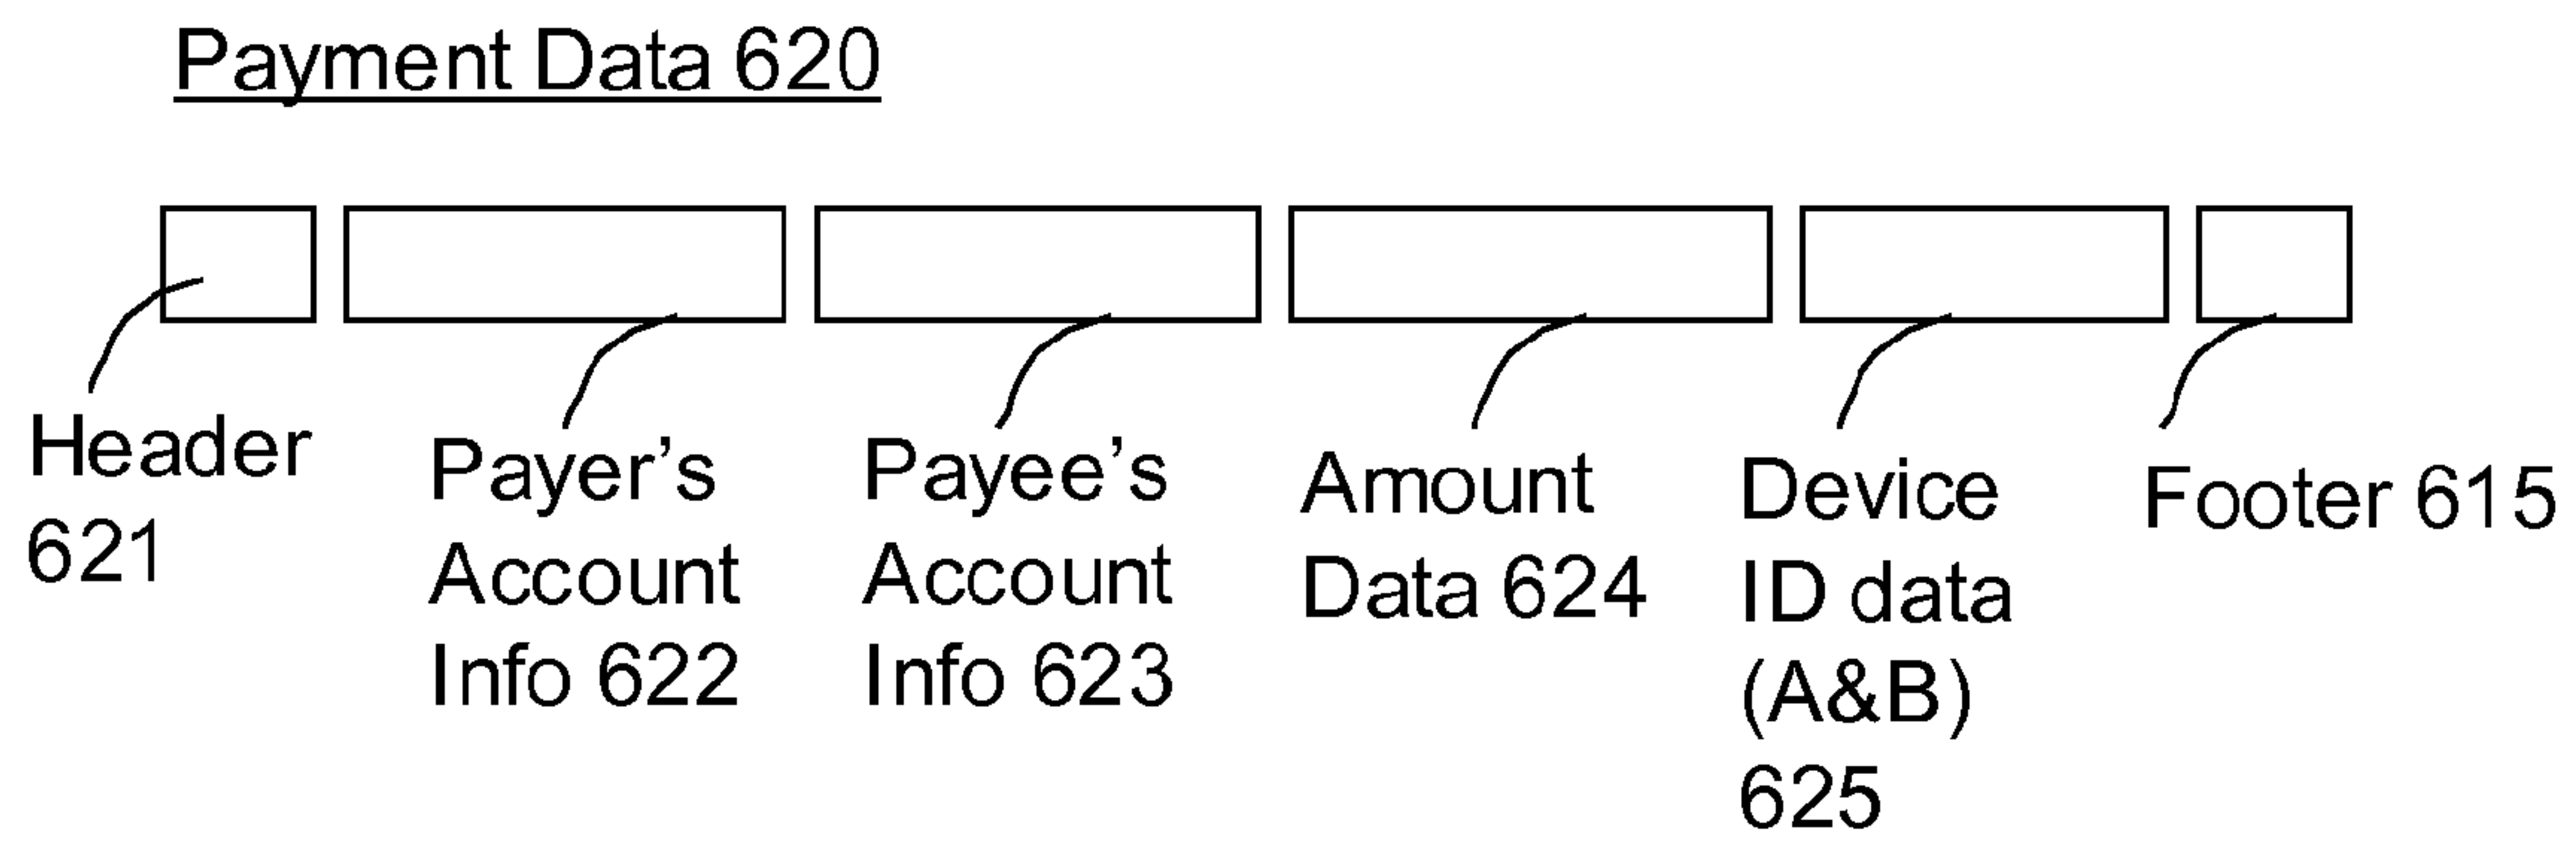 Payment Data 620
Header
621
Payer’s
Account
Info 622
Payee’s
Account
Info 623
Amount
Data 624
Device
ID data
(A&B)
625
Footer 615